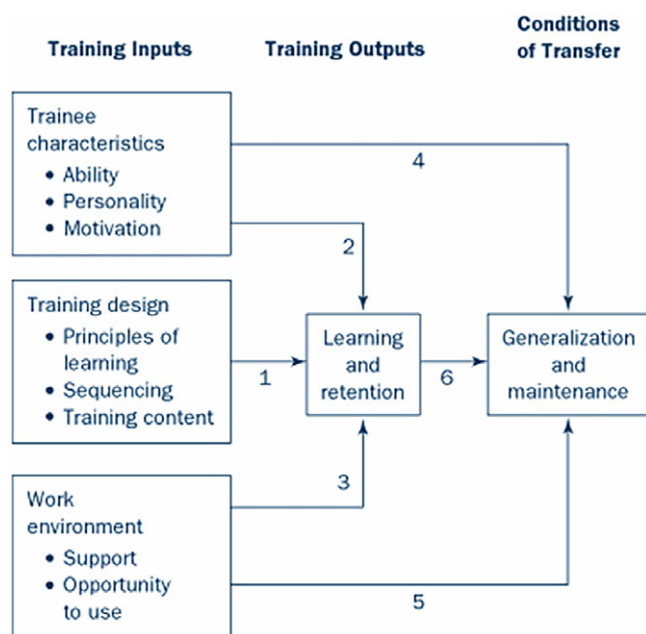 Training Inputs
Training Outputs
Conditions
of Transfer
Trainee
characteristics
• Ability
• Personality
• Motivation
4
2
Training design
• Principles of
learning
• Sequencing
• Training content
1
Learning
and
retention
6
Generalization
and
maintenance
3
Work
environment
• Support
• Opportunity
to use
5